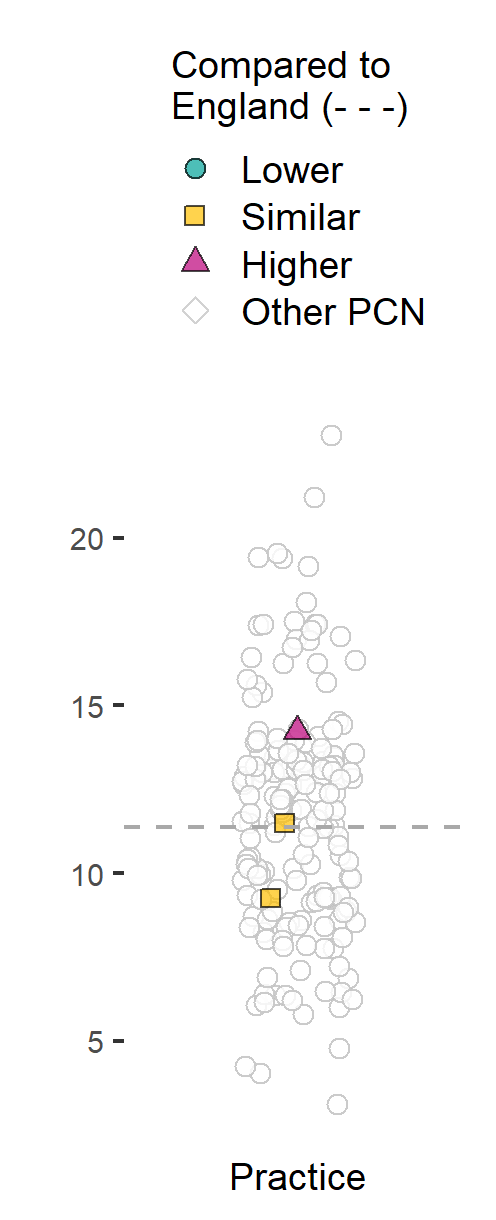 Compared to
England (- - -)
Lower
Similar
Higher
Other PCN
20
15
10
5
Practice